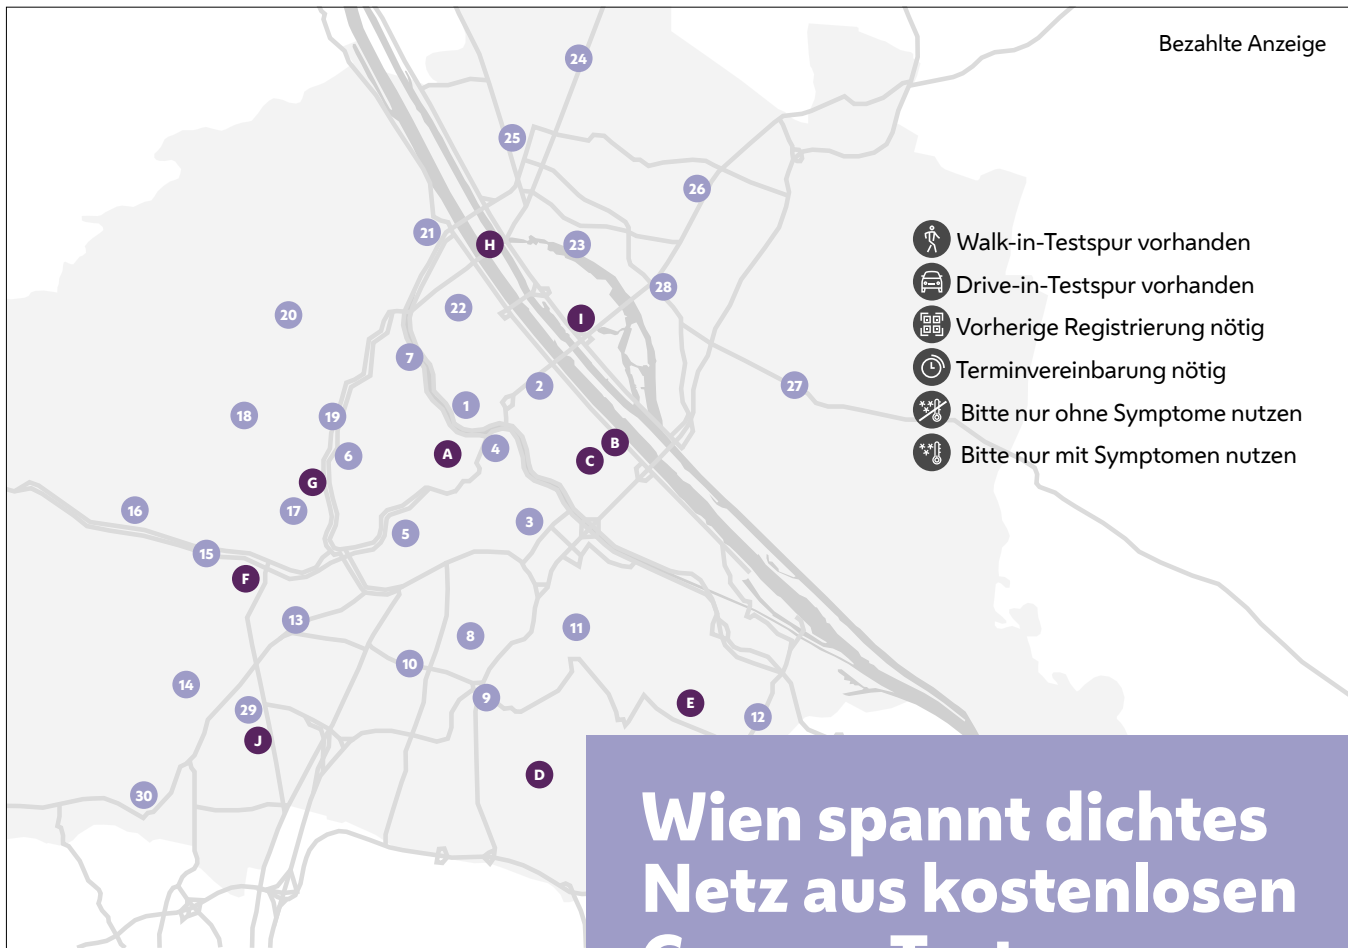 Bezahlte Anzeige
24
25
26
21
H
23
28
20
22
I
7
27
2
1
18
19
B
A
4
6
C
G
16
17
3
5
15
F
13
11
8
10
14
9
E
29
12
J
D
30
Walk-in-Testspur vorhanden
Drive-in-Testspur vorhanden
Vorherige Registrierung nötig
Terminvereinbarung nötig
Bitte nur ohne Symptome nutzen
Bitte nur mit Symptomen nutzen
Wien spannt dichtes
Netz aus kostenlosen